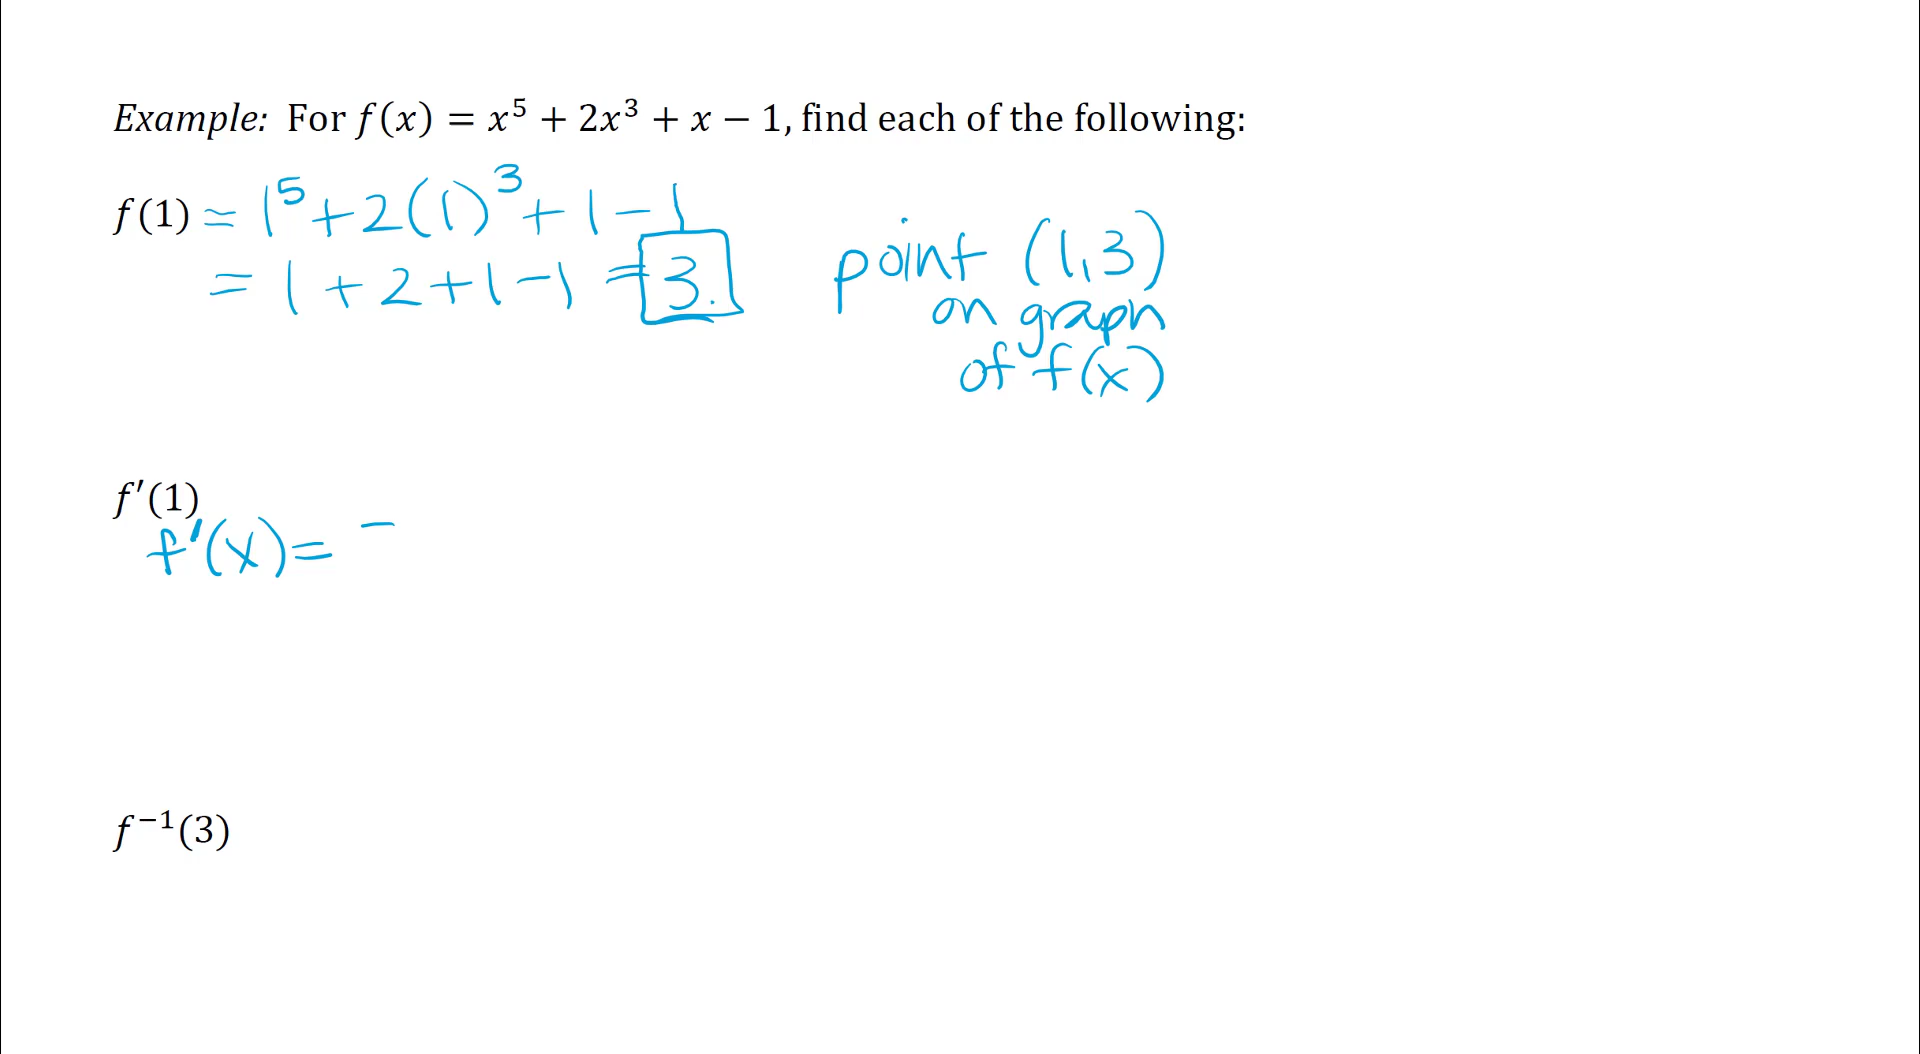 Example: For f(x) = x⁵ + 2x³ + x − 1, find each of the following:
f(1) = 1⁵ + 2(1)³ + 1 − 1
= 1 + 2 + 1 − 1 = 3.
point (1,3)
on graph
of f(x)
f′(1)
f'(x) =
f⁻¹(3)